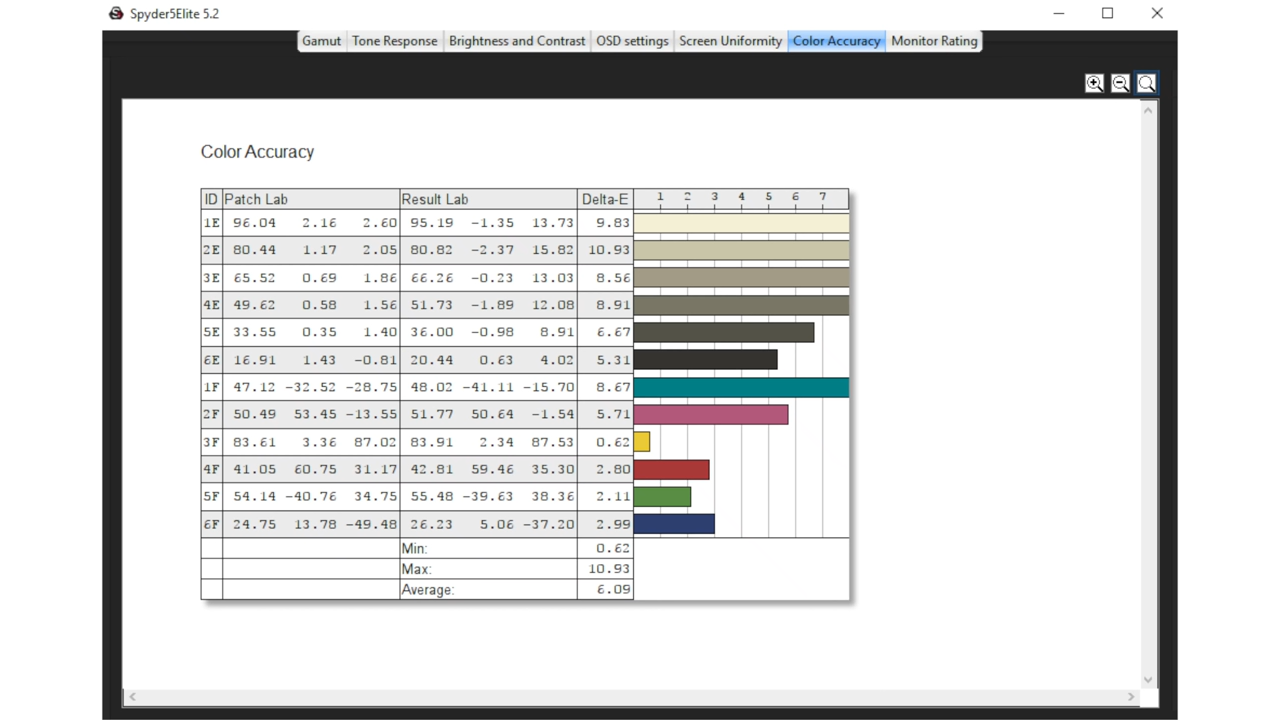 Spyder5Elite 5.2
Gamut Tone Response Brightness and Contrast OSD settings Screen Uniformity Color Accuracy Monitor Rating
Color Accuracy
ID Patch Lab Result Lab Delta-E 1 2 3 4 5 6 7
1E 96.04 2.16 2.60 95.19 -1.35 13.73 9.83
2E 80.44 1.17 2.05 80.82 -2.37 15.82 10.93
3E 65.52 0.69 1.86 66.26 -0.23 13.03 8.56
4E 49.62 0.58 1.56 51.73 -1.89 12.08 8.91
5E 33.55 0.35 1.40 36.00 -0.98 8.91 6.67
6E 16.91 1.43 -0.81 20.44 0.63 4.02 5.31
1F 47.12 -32.52 -28.75 48.02 -41.11 -15.70 8.67
2F 50.49 53.45 -13.55 51.77 50.64 -1.54 5.71
3F 83.61 3.36 87.02 83.91 2.34 87.53 0.62
4F 41.05 60.75 31.17 42.81 59.46 35.30 2.80
5F 54.14 -40.76 34.75 55.48 -39.63 38.36 2.11
6F 24.75 13.78 -49.48 26.23 5.06 -37.20 2.99
Min: 0.62
Max: 10.93
Average: 6.09